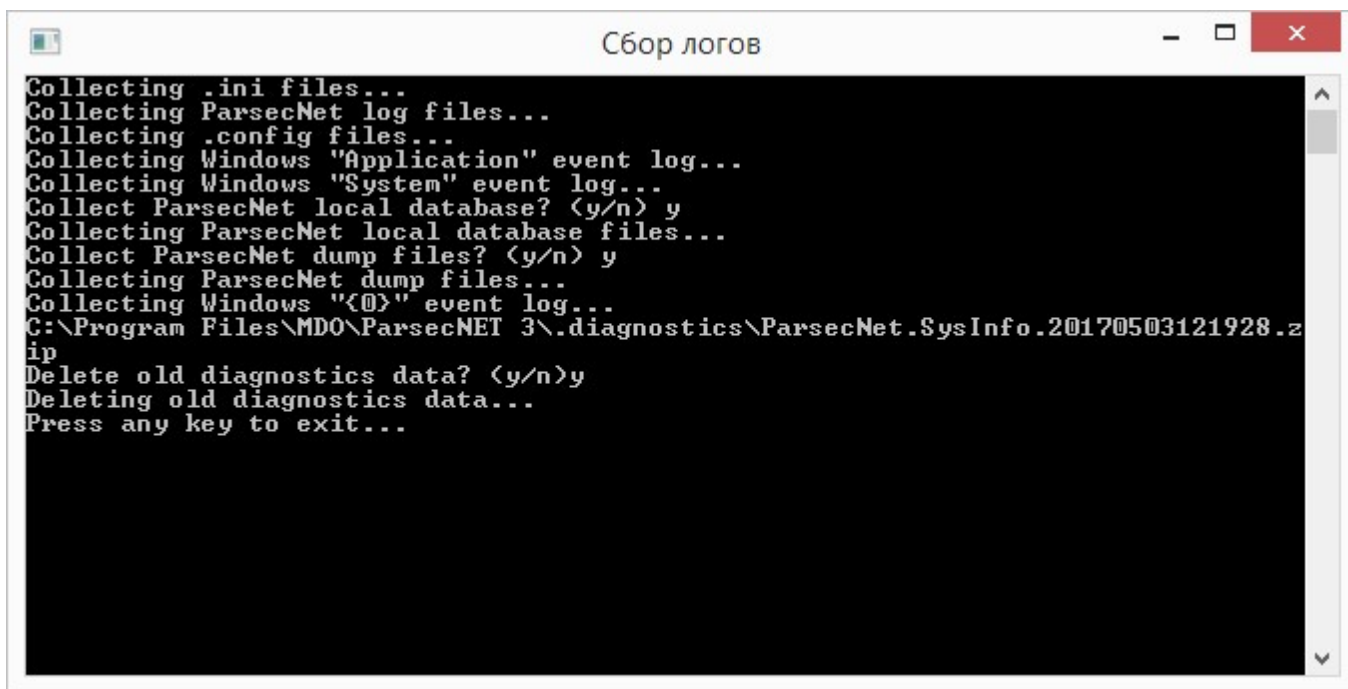 Сбор логов
Collecting .ini files...
Collecting ParsecNet log files...
Collecting .config files...
Collecting Windows "Application" event log...
Collecting Windows "System" event log...
Collect ParsecNet local database? (y/n) y
Collecting ParsecNet local database files...
Collect ParsecNet dump files? (y/n) y
Collecting ParsecNet dump files...
Collecting Windows "{0}" event log...
C:\Program Files\MDO\ParsecNET 3\.diagnostics\ParsecNet.SysInfo.20170503121928.z
ip
Delete old diagnostics data? (y/n)y
Deleting old diagnostics data...
Press any key to exit...